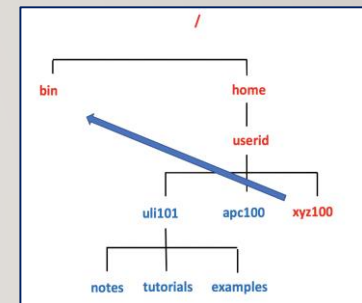 /
bin home
userid
uli101 apc100 xyz100
notes tutorials examples